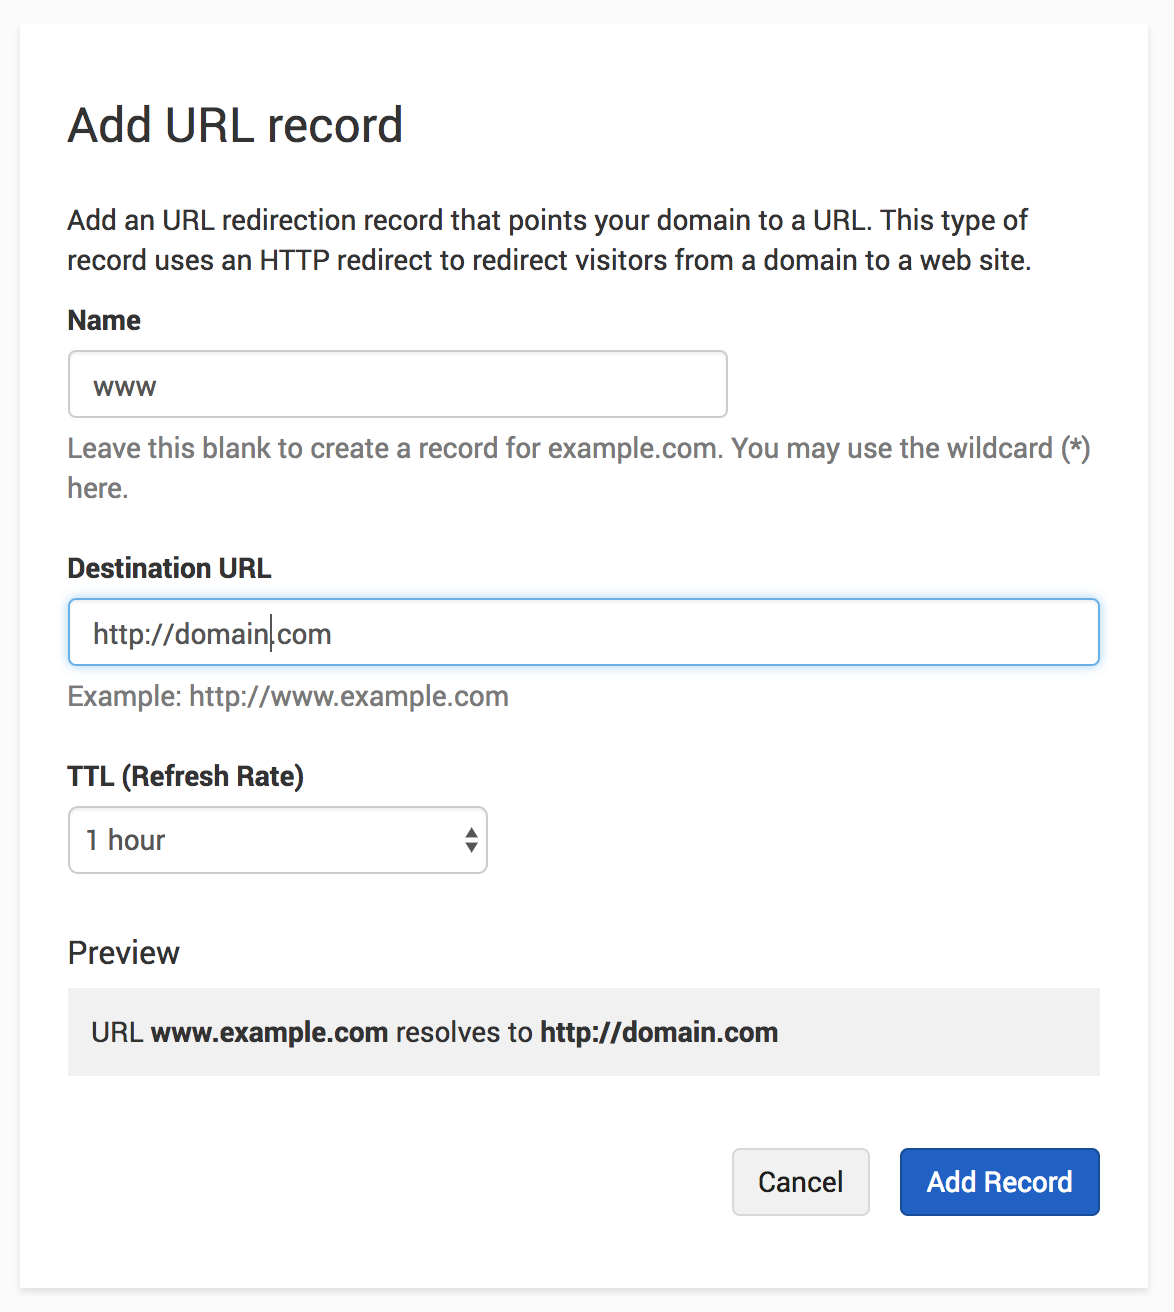 Add URL record
Add an URL redirection record that points your domain to a URL. This type of
record uses an HTTP redirect to redirect visitors from a domain to a web site.
Name
www
Leave this blank to create a record for example.com. You may use the wildcard (*)
here.
Destination URL
http://domain.com
Example: http://www.example.com
TTL (Refresh Rate)
1 hour
Preview
URL www.example.com resolves to http://domain.com
Cancel
Add Record